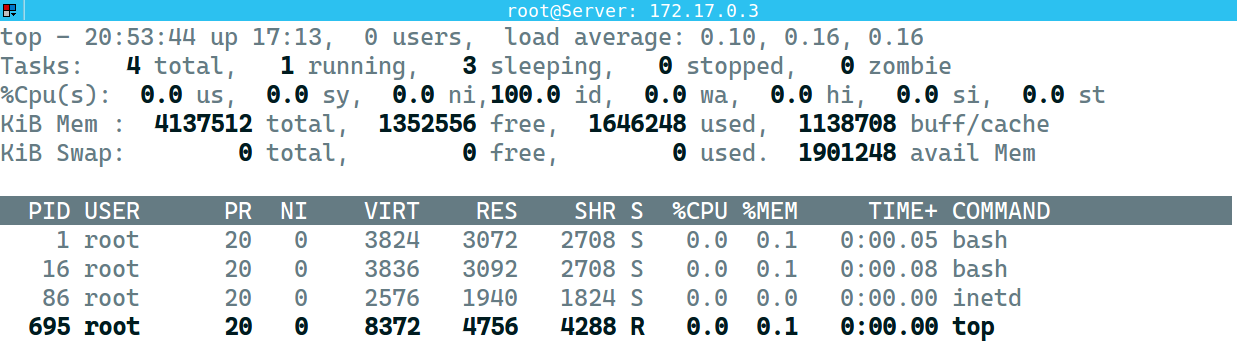 root@Server: 172.17.0.3
top - 20:53:44 up 17:13,  0 users,  load average: 0.10, 0.16, 0.16
Tasks:   4 total,   1 running,   3 sleeping,   0 stopped,   0 zombie
%Cpu(s):  0.0 us,  0.0 sy,  0.0 ni,100.0 id,  0.0 wa,  0.0 hi,  0.0 si,  0.0 st
KiB Mem :  4137512 total,  1352556 free,  1646248 used,  1138708 buff/cache
KiB Swap:        0 total,        0 free,        0 used.  1901248 avail Mem
  PID USER      PR  NI    VIRT    RES    SHR S  %CPU %MEM     TIME+ COMMAND
    1 root      20   0    3824   3072   2708 S   0.0  0.1   0:00.05 bash
   16 root      20   0    3836   3092   2708 S   0.0  0.1   0:00.08 bash
   86 root      20   0    2576   1940   1824 S   0.0  0.0   0:00.00 inetd
  695 root      20   0    8372   4756   4288 R   0.0  0.1   0:00.00 top